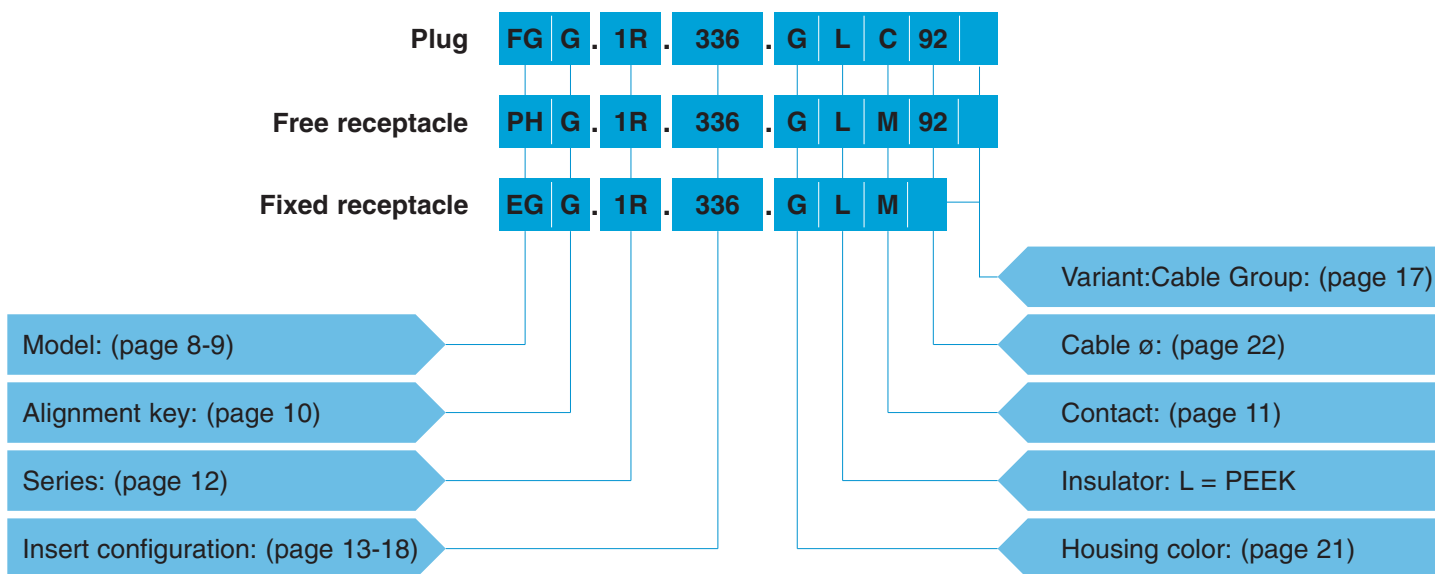 Plug FG G . 1R . 336 . G L C 92
Free receptacle PH G . 1R . 336 . G L M 92
Fixed receptacle EG G . 1R . 336 . G L M
Variant:Cable Group: (page 17)
Model: (page 8-9) Cable ø: (page 22)
Alignment key: (page 10) Contact: (page 11)
Series: (page 12) Insulator: L = PEEK
Insert configuration: (page 13-18) Housing color: (page 21)